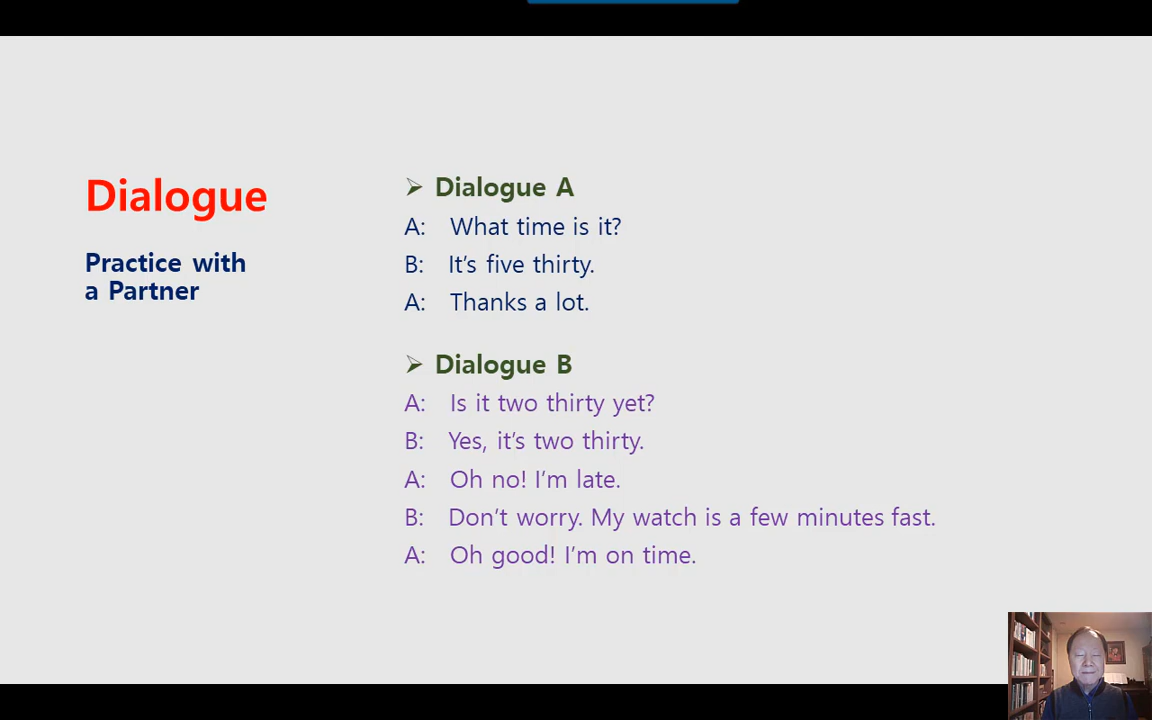 Dialogue
Practice with
a Partner
➢ Dialogue A
A: What time is it?
B: It’s five thirty.
A: Thanks a lot.
➢ Dialogue B
A: Is it two thirty yet?
B: Yes, it’s two thirty.
A: Oh no! I’m late.
B: Don’t worry. My watch is a few minutes fast.
A: Oh good! I’m on time.